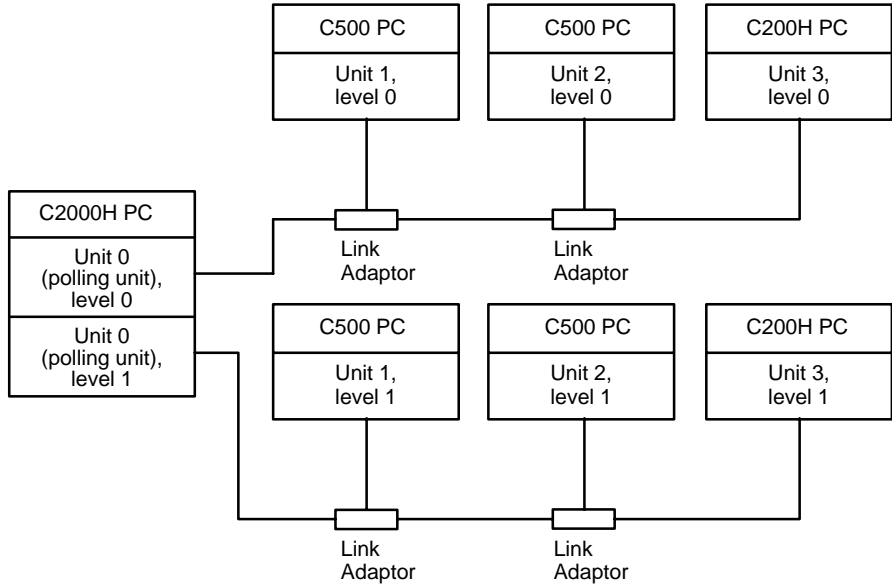 C500 PC
Unit 1,
level 0
C500 PC
Unit 2,
level 0
C200H PC
Unit 3,
level 0
C2000H PC
Unit 0
(polling unit),
level 0
Unit 0
(polling unit),
level 1
Link
Adaptor
Link
Adaptor
C500 PC
Unit 1,
level 1
C500 PC
Unit 2,
level 1
C200H PC
Unit 3,
level 1
Link
Adaptor
Link
Adaptor